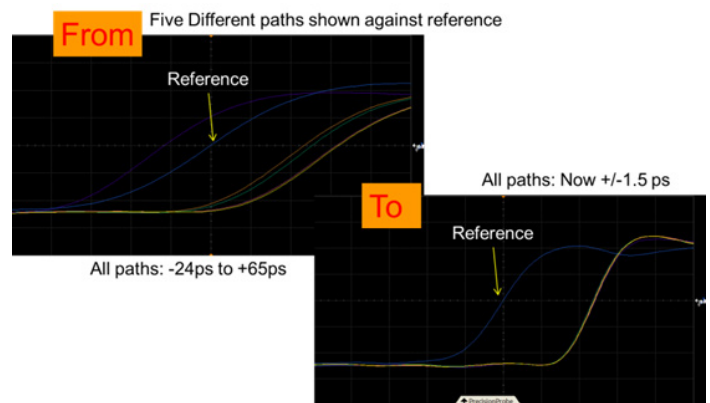 Five Different paths shown against reference
From
Reference
All paths: -24ps to +65ps
All paths: Now +/-1.5 ps
To
Reference
PrecisionProbe